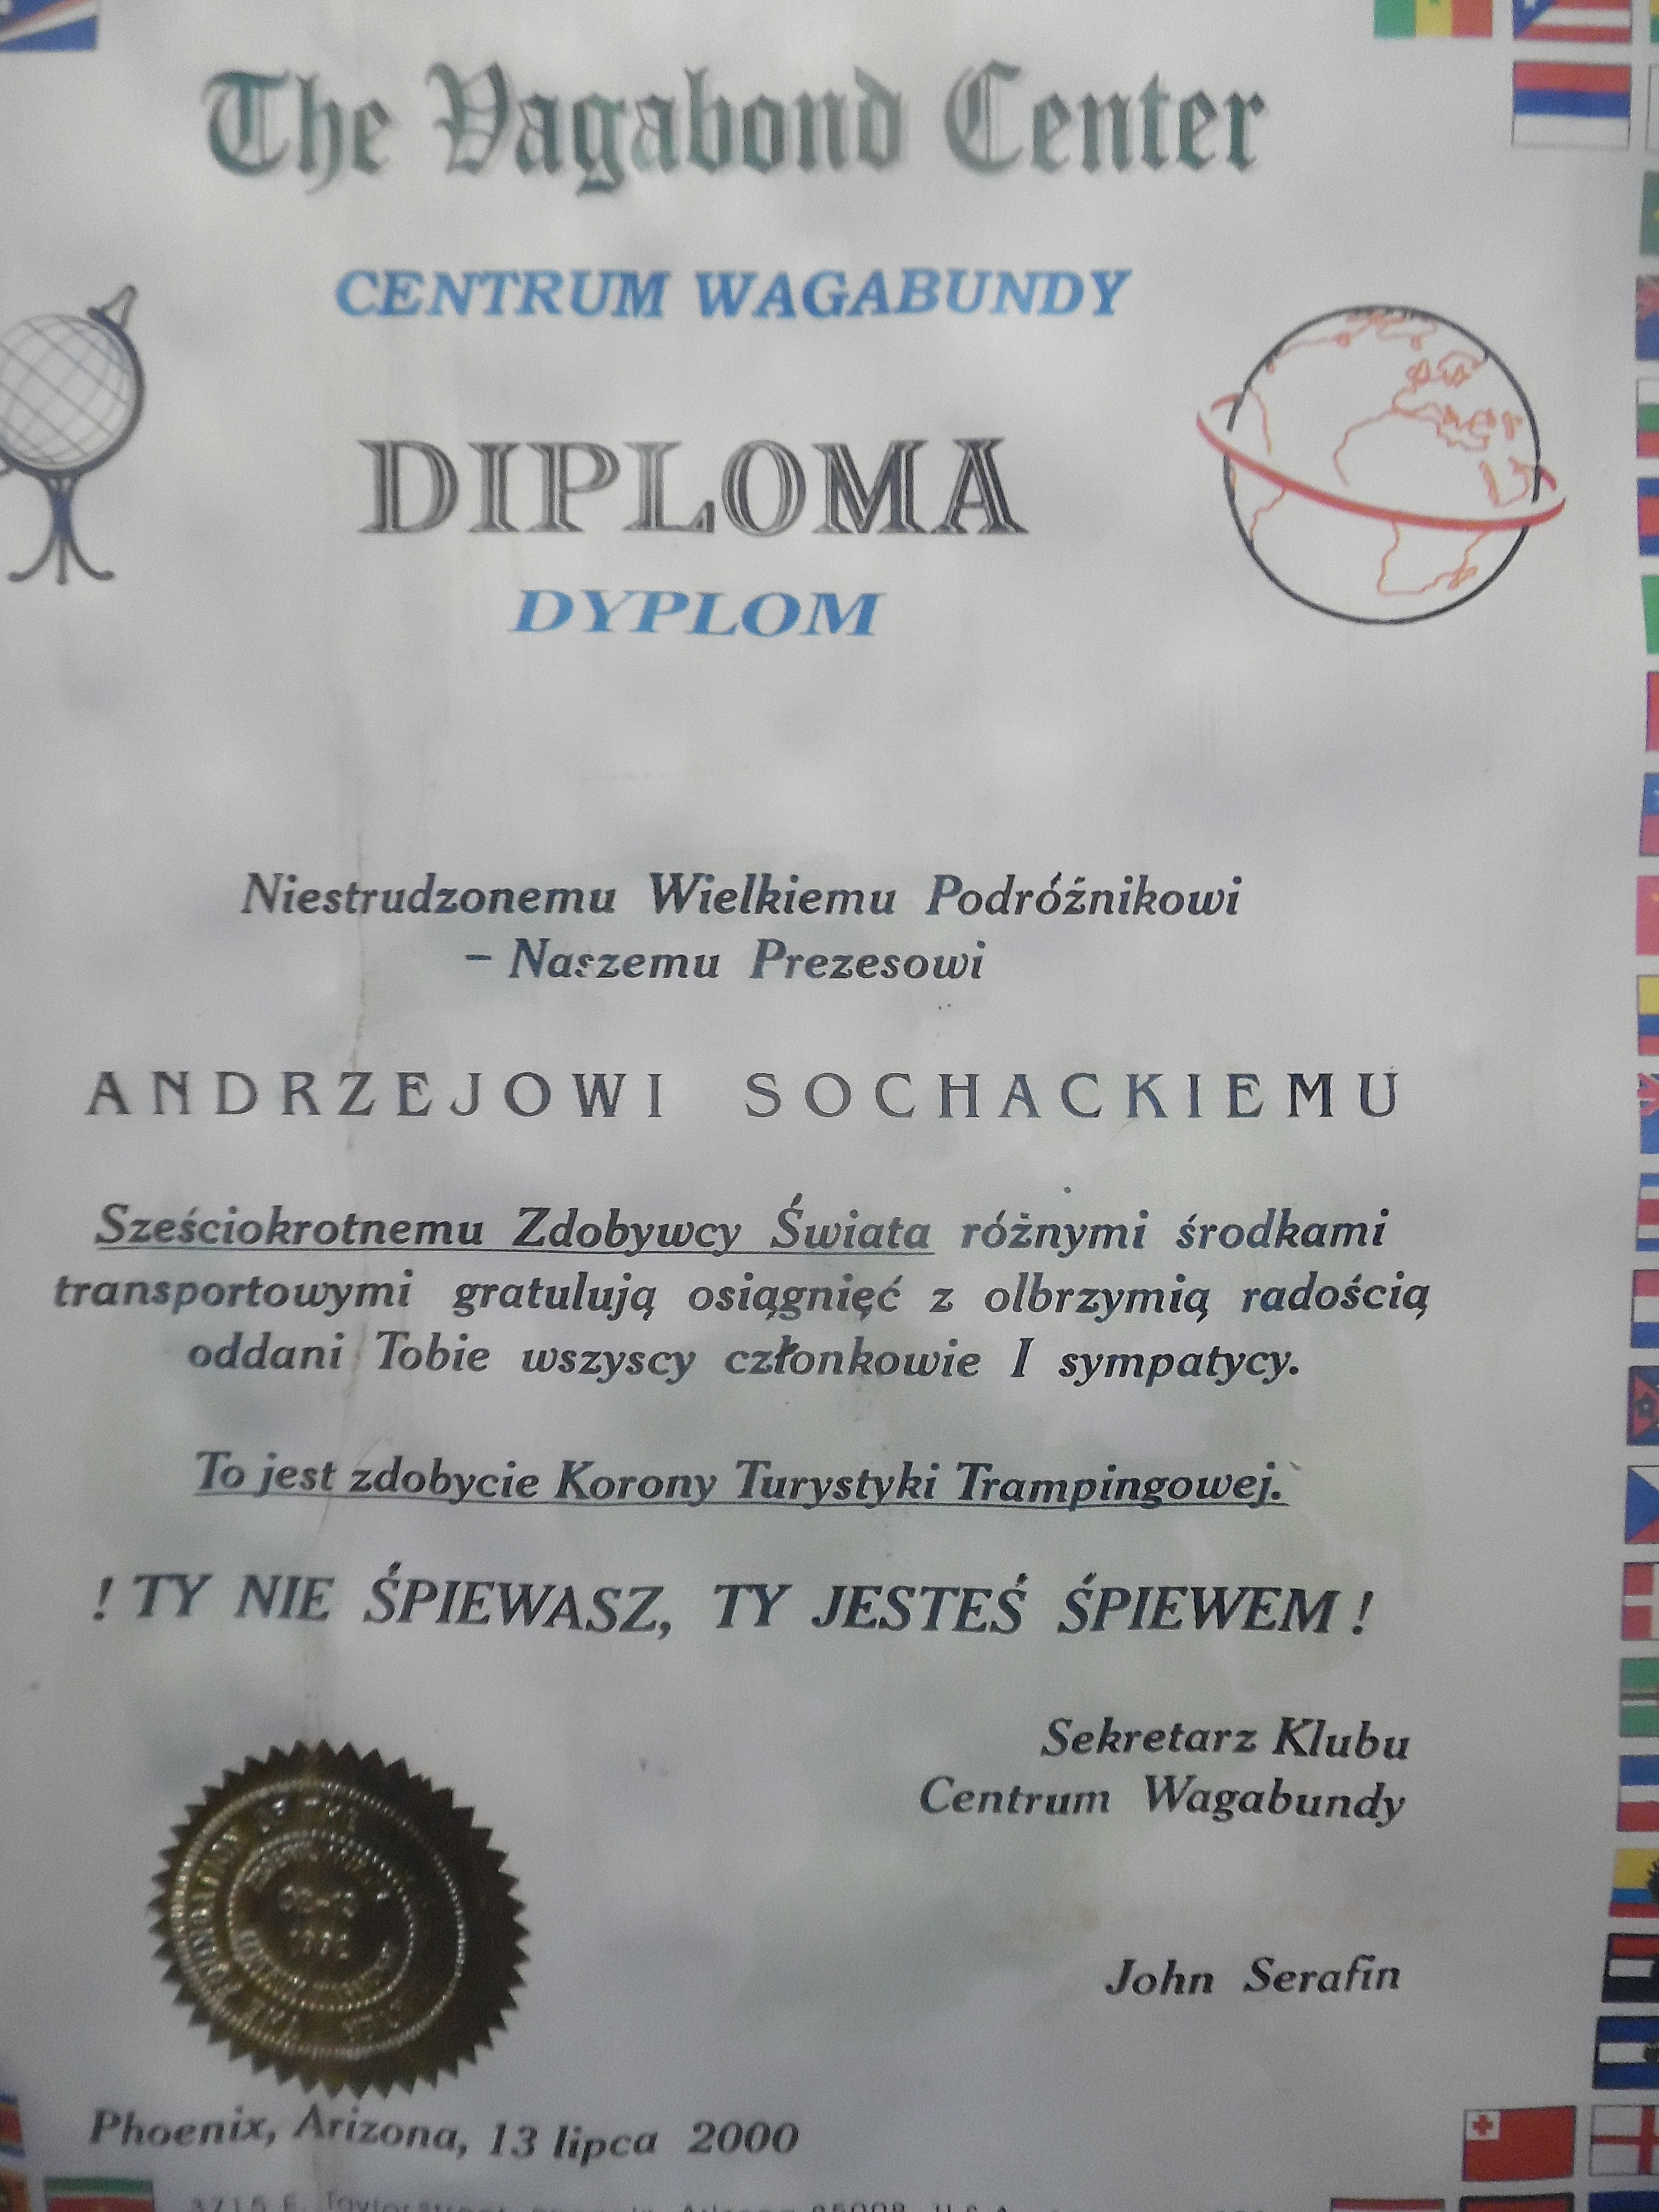 The Vagabond Center
CENTRUM WAGABUNDY
DIPLOMA
DYPLOM
Niestrudzonemu Wielkiemu Podróżnikowi
– Naszemu Prezesowi
ANDRZEJOWI SOCHACKIEMU
Sześciokrotnemu Zdobywcy Świata różnymi środkami
transportowymi gratulują osiągnięć z olbrzymią radością
oddani Tobie wszyscy członkowie I sympatycy.
To jest zdobycie Korony Turystyki Trampingowej.
! TY NIE ŚPIEWASZ, TY JESTEŚ ŚPIEWEM !
Sekretarz Klubu
Centrum Wagabundy
John Serafin
Phoenix, Arizona, 13 lipca 2000